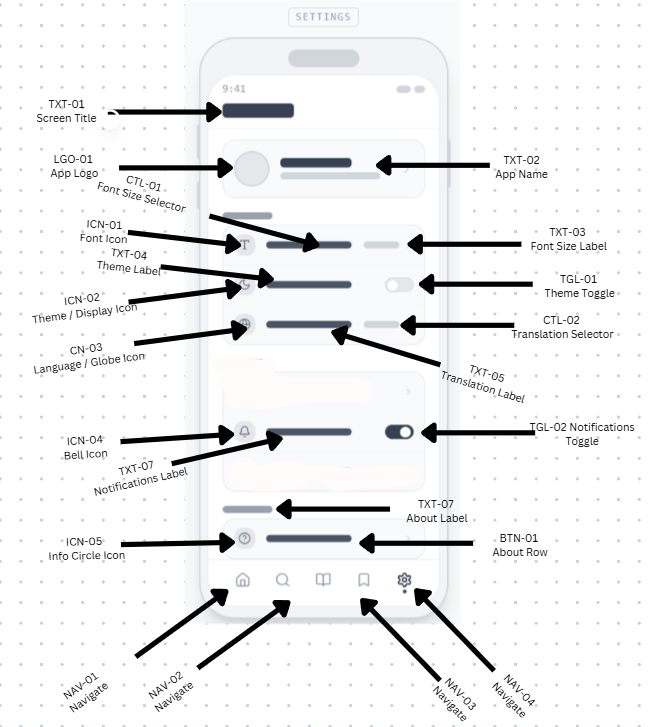 SETTINGS
9:41
TXT-01
Screen Title
LGO-01
App Logo
TXT-02
App Name
CTL-01
Font Size Selector
ICN-01
Font Icon
T
TXT-03
Font Size Label
TXT-04
Theme Label
TGL-01
Theme Toggle
ICN-02
Theme / Display Icon
CTL-02
Translation Selector
CN-03
Language / Globe Icon
TXT-05
Translation Label
TGL-02 Notifications
Toggle
ICN-04
Bell Icon
TXT-07
Notifications Label
TXT-07
About Label
ICN-05
Info Circle Icon
BTN-01
About Row
NAV-01
Navigate
NAV-02
Navigate
NAV-03
Navigate
NAV-04
Navigate